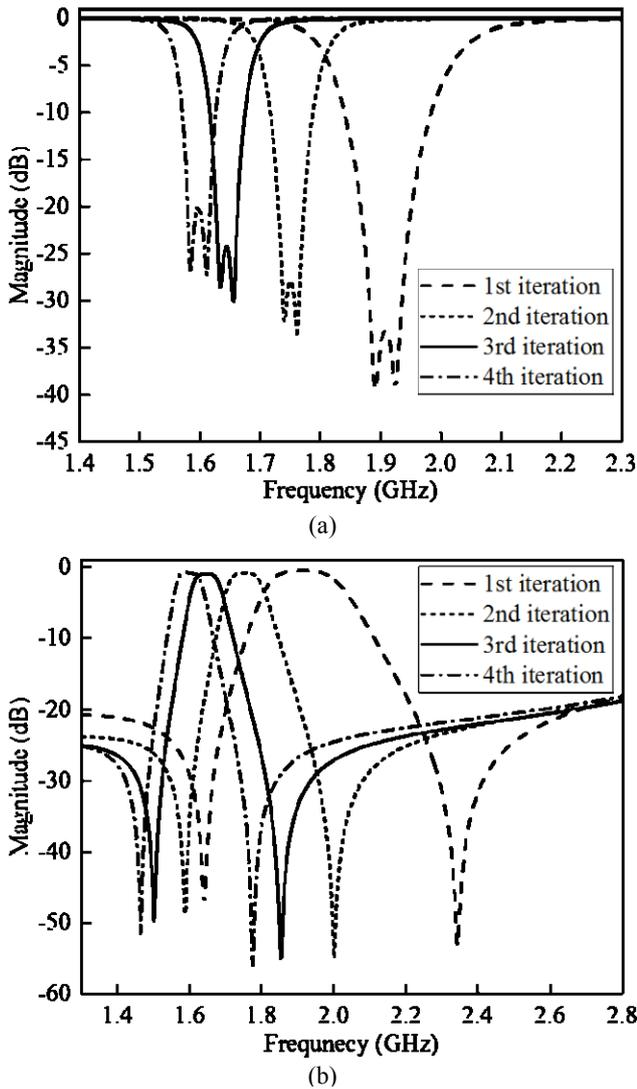 0
-5
-10
-15
-20
-25
-30
-35
-40
-45
Magnitude (dB)
1st iteration
2nd iteration
3rd iteration
4th iteration
1.4 1.5 1.6 1.7 1.8 1.9 2.0 2.1 2.2 2.3
Frequency (GHz)
(a)
0
-10
-20
-30
-40
-50
-60
Magnitude (dB)
1st iteration
2nd iteration
3rd iteration
4th iteration
1.4 1.6 1.8 2.0 2.2 2.4 2.6 2.8
Frequnecy (GHz)
(b)